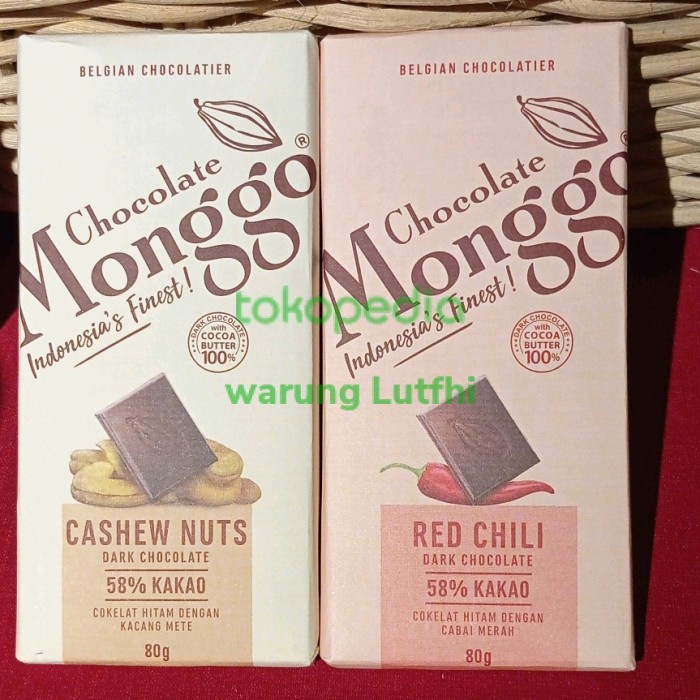 BELGIAN CHOCOLATIER
Chocolate
Monggo®
Indonesia's Finest!
DARK CHOCOLATE
with
COCOA
BUTTER
100%
CASHEW NUTS
DARK CHOCOLATE
58% KAKAO
COKELAT HITAM DENGAN
KACANG METE
80g
BELGIAN CHOCOLATIER
Chocolate
Monggo®
Indonesia's Finest!
DARK CHOCOLATE
with
COCOA
BUTTER
100%
RED CHILI
DARK CHOCOLATE
58% KAKAO
COKELAT HITAM DENGAN
CABAI MERAH
80g
tokopedia
warung Lutfhi